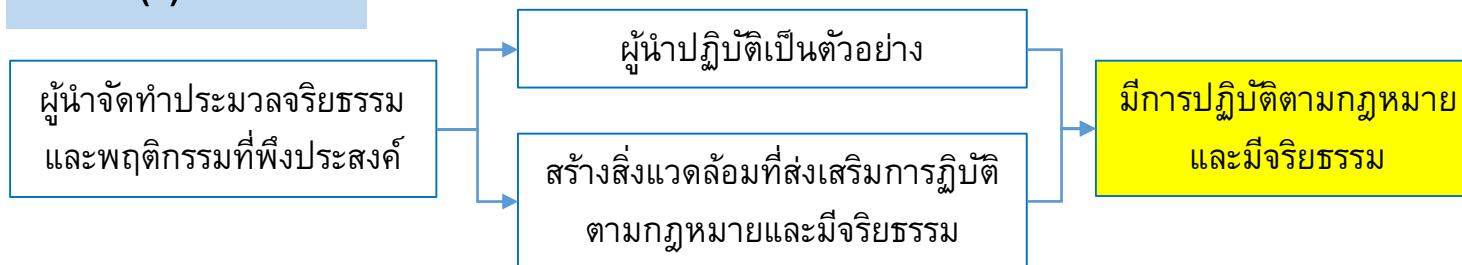 ผู้นำจัดทำประมวลจริยธรรม
และพฤติกรรมที่พึงประสงค์
ผู้นำปฏิบัติเป็นตัวอย่าง
สร้างสิ่งแวดล้อมที่ส่งเสริมการฏิบัติ
ตามกฎหมายและมีจริยธรรม
มีการปฏิบัติตามกฎหมาย
และมีจริยธรรม